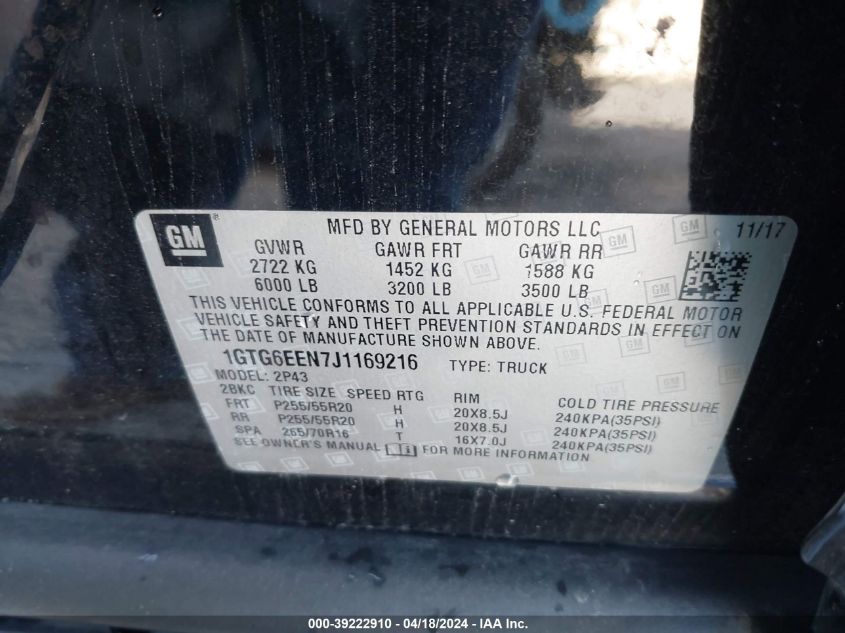 GM ®
MFD BY GENERAL MOTORS LLC
11/17
GVWR GAWR FRT GAWR RR
2722 KG 1452 KG 1588 KG
6000 LB 3200 LB 3500 LB
THIS VEHICLE CONFORMS TO ALL APPLICABLE U.S. FEDERAL MOTOR
VEHICLE SAFETY AND THEFT PREVENTION STANDARDS IN EFFECT ON
THE DATE OF MANUFACTURE SHOWN ABOVE.
1GTG6EEN7J1169216 TYPE: TRUCK
MODEL: 2P43
2BKC TIRE SIZE SPEED RTG RIM COLD TIRE PRESSURE
FRT P255/55R20 H 20X8.5J 240KPA(35PSI)
RR P255/55R20 H 20X8.5J 240KPA(35PSI)
SPA 265/70R16 T 16X7.0J 240KPA(35PSI)
SEE OWNER'S MANUAL i FOR MORE INFORMATION
000-39222910 - 04/18/2024 - IAA Inc.